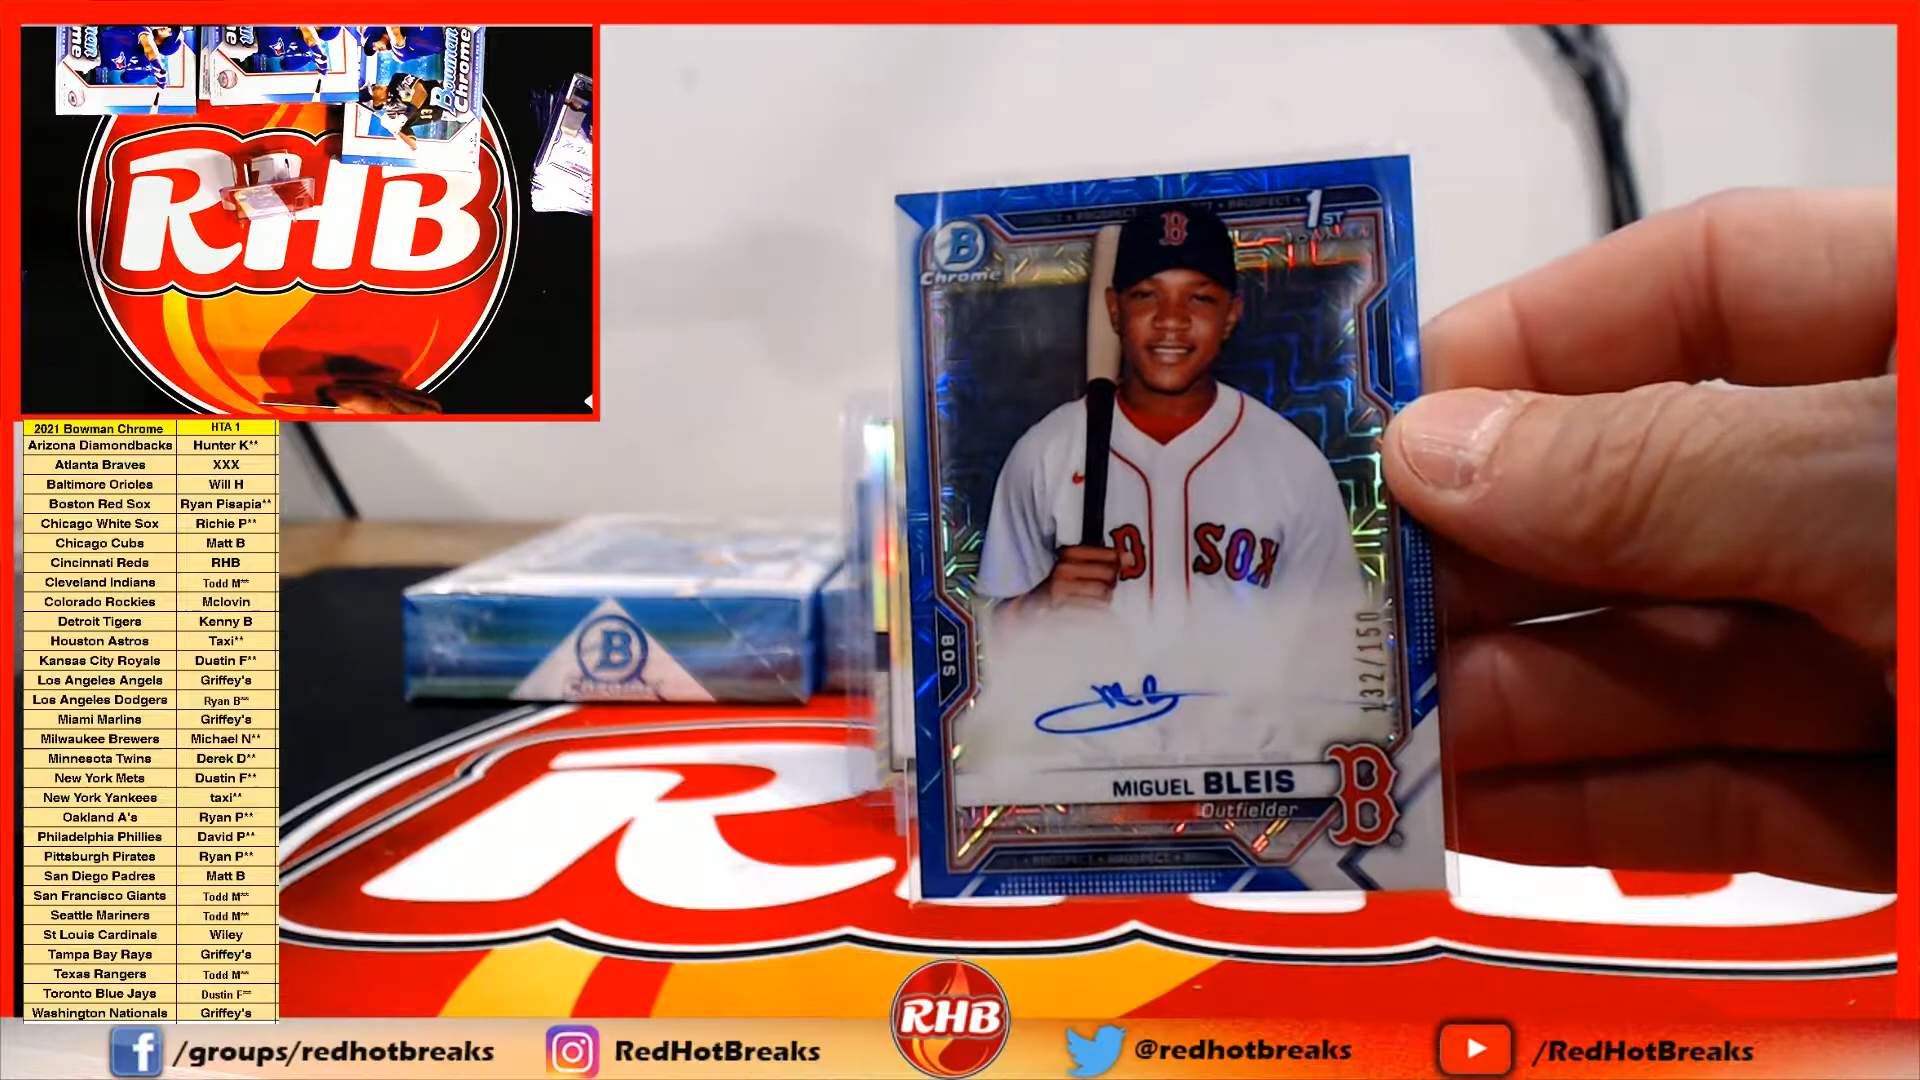 RHB
Bowman
Chrome
2021 Bowman Chrome HTA 1
Arizona Diamondbacks Hunter K**
Atlanta Braves XXX
Baltimore Orioles Will H
Boston Red Sox Ryan Pisapia**
Chicago White Sox Richie P**
Chicago Cubs Matt B
Cincinnati Reds RHB
Cleveland Indians Todd M**
Colorado Rockies Mclovin
Detroit Tigers Kenny B
Houston Astros Taxi**
Kansas City Royals Dustin F**
Los Angeles Angels Griffey's
Los Angeles Dodgers Ryan B**
Miami Marlins Griffey's
Milwaukee Brewers Michael N**
Minnesota Twins Derek D**
New York Mets Dustin F**
New York Yankees taxi**
Oakland A's Ryan P**
Philadelphia Phillies David P**
Pittsburgh Pirates Ryan P**
San Diego Padres Matt B
San Francisco Giants Todd M**
Seattle Mariners Todd M**
St Louis Cardinals Wiley
Tampa Bay Rays Griffey's
Texas Rangers Todd M**
Toronto Blue Jays Dustin F**
Washington Nationals Griffey's
B
Chrome
PROSPECT
1ST
B
B
Chrome
RED SOX
BOS
132/150
MIGUEL BLEIS
Outfielder
B
PROSPECT PROSPECT
RHB
/groups/redhotbreaks
RedHotBreaks
@redhotbreaks
/RedHotBreaks